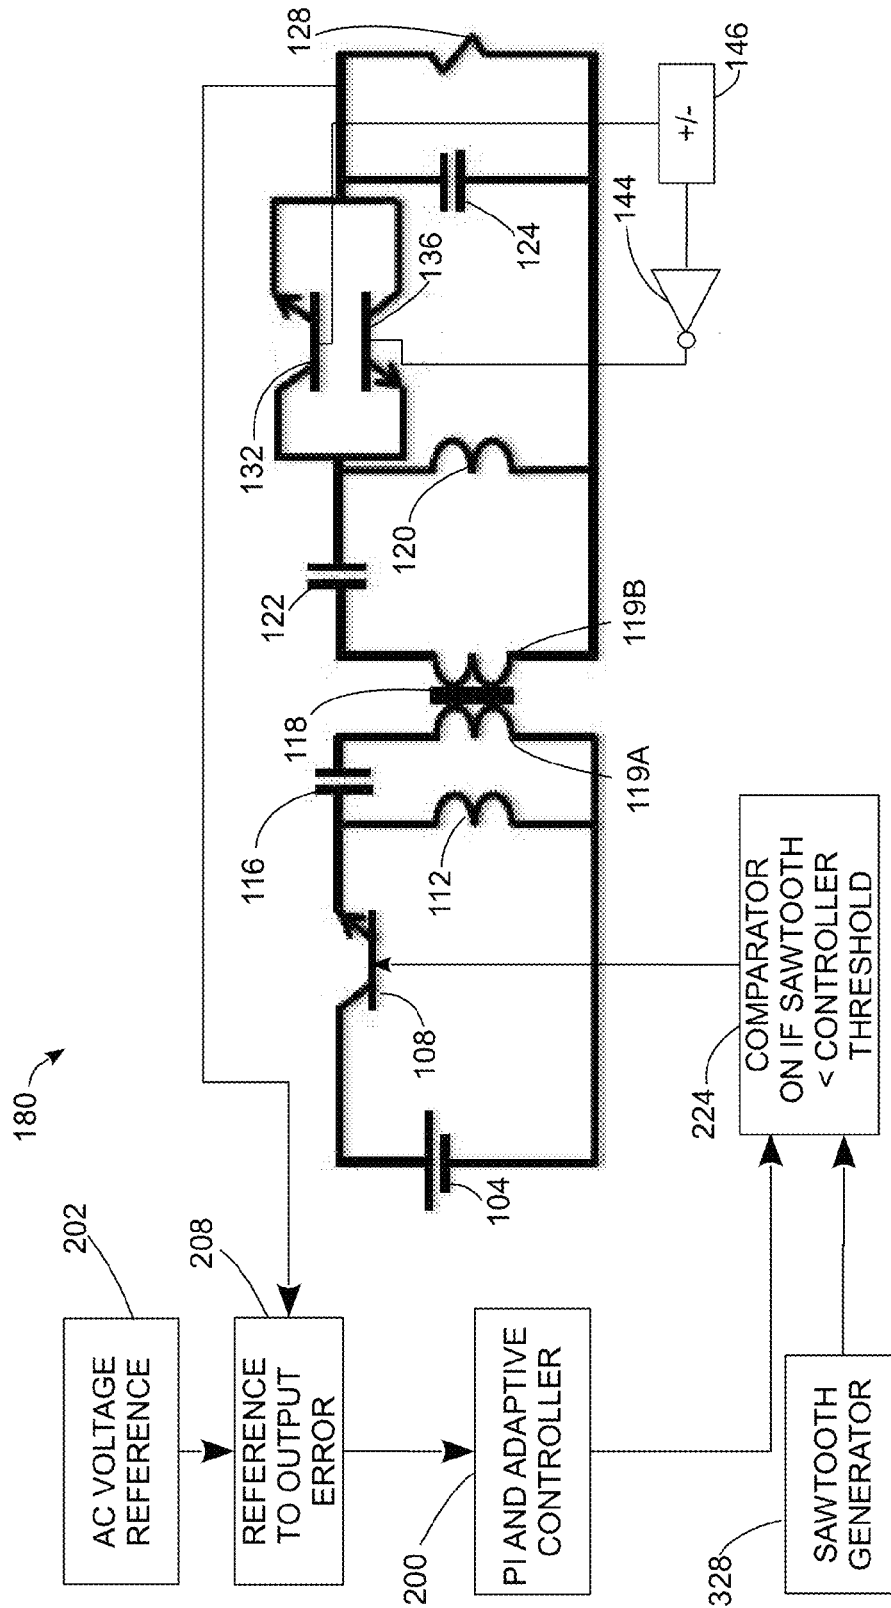 180
202
AC VOLTAGE
REFERENCE
208
REFERENCE
TO OUTPUT
ERROR
200
PI AND ADAPTIVE
CONTROLLER
328
SAWTOOTH
GENERATOR
224
COMPARATOR
ON IF SAWTOOTH
< CONTROLLER
THRESHOLD
104
108
116
112
118
119A
119B
122
120
132
136
124
128
144
+/-
146